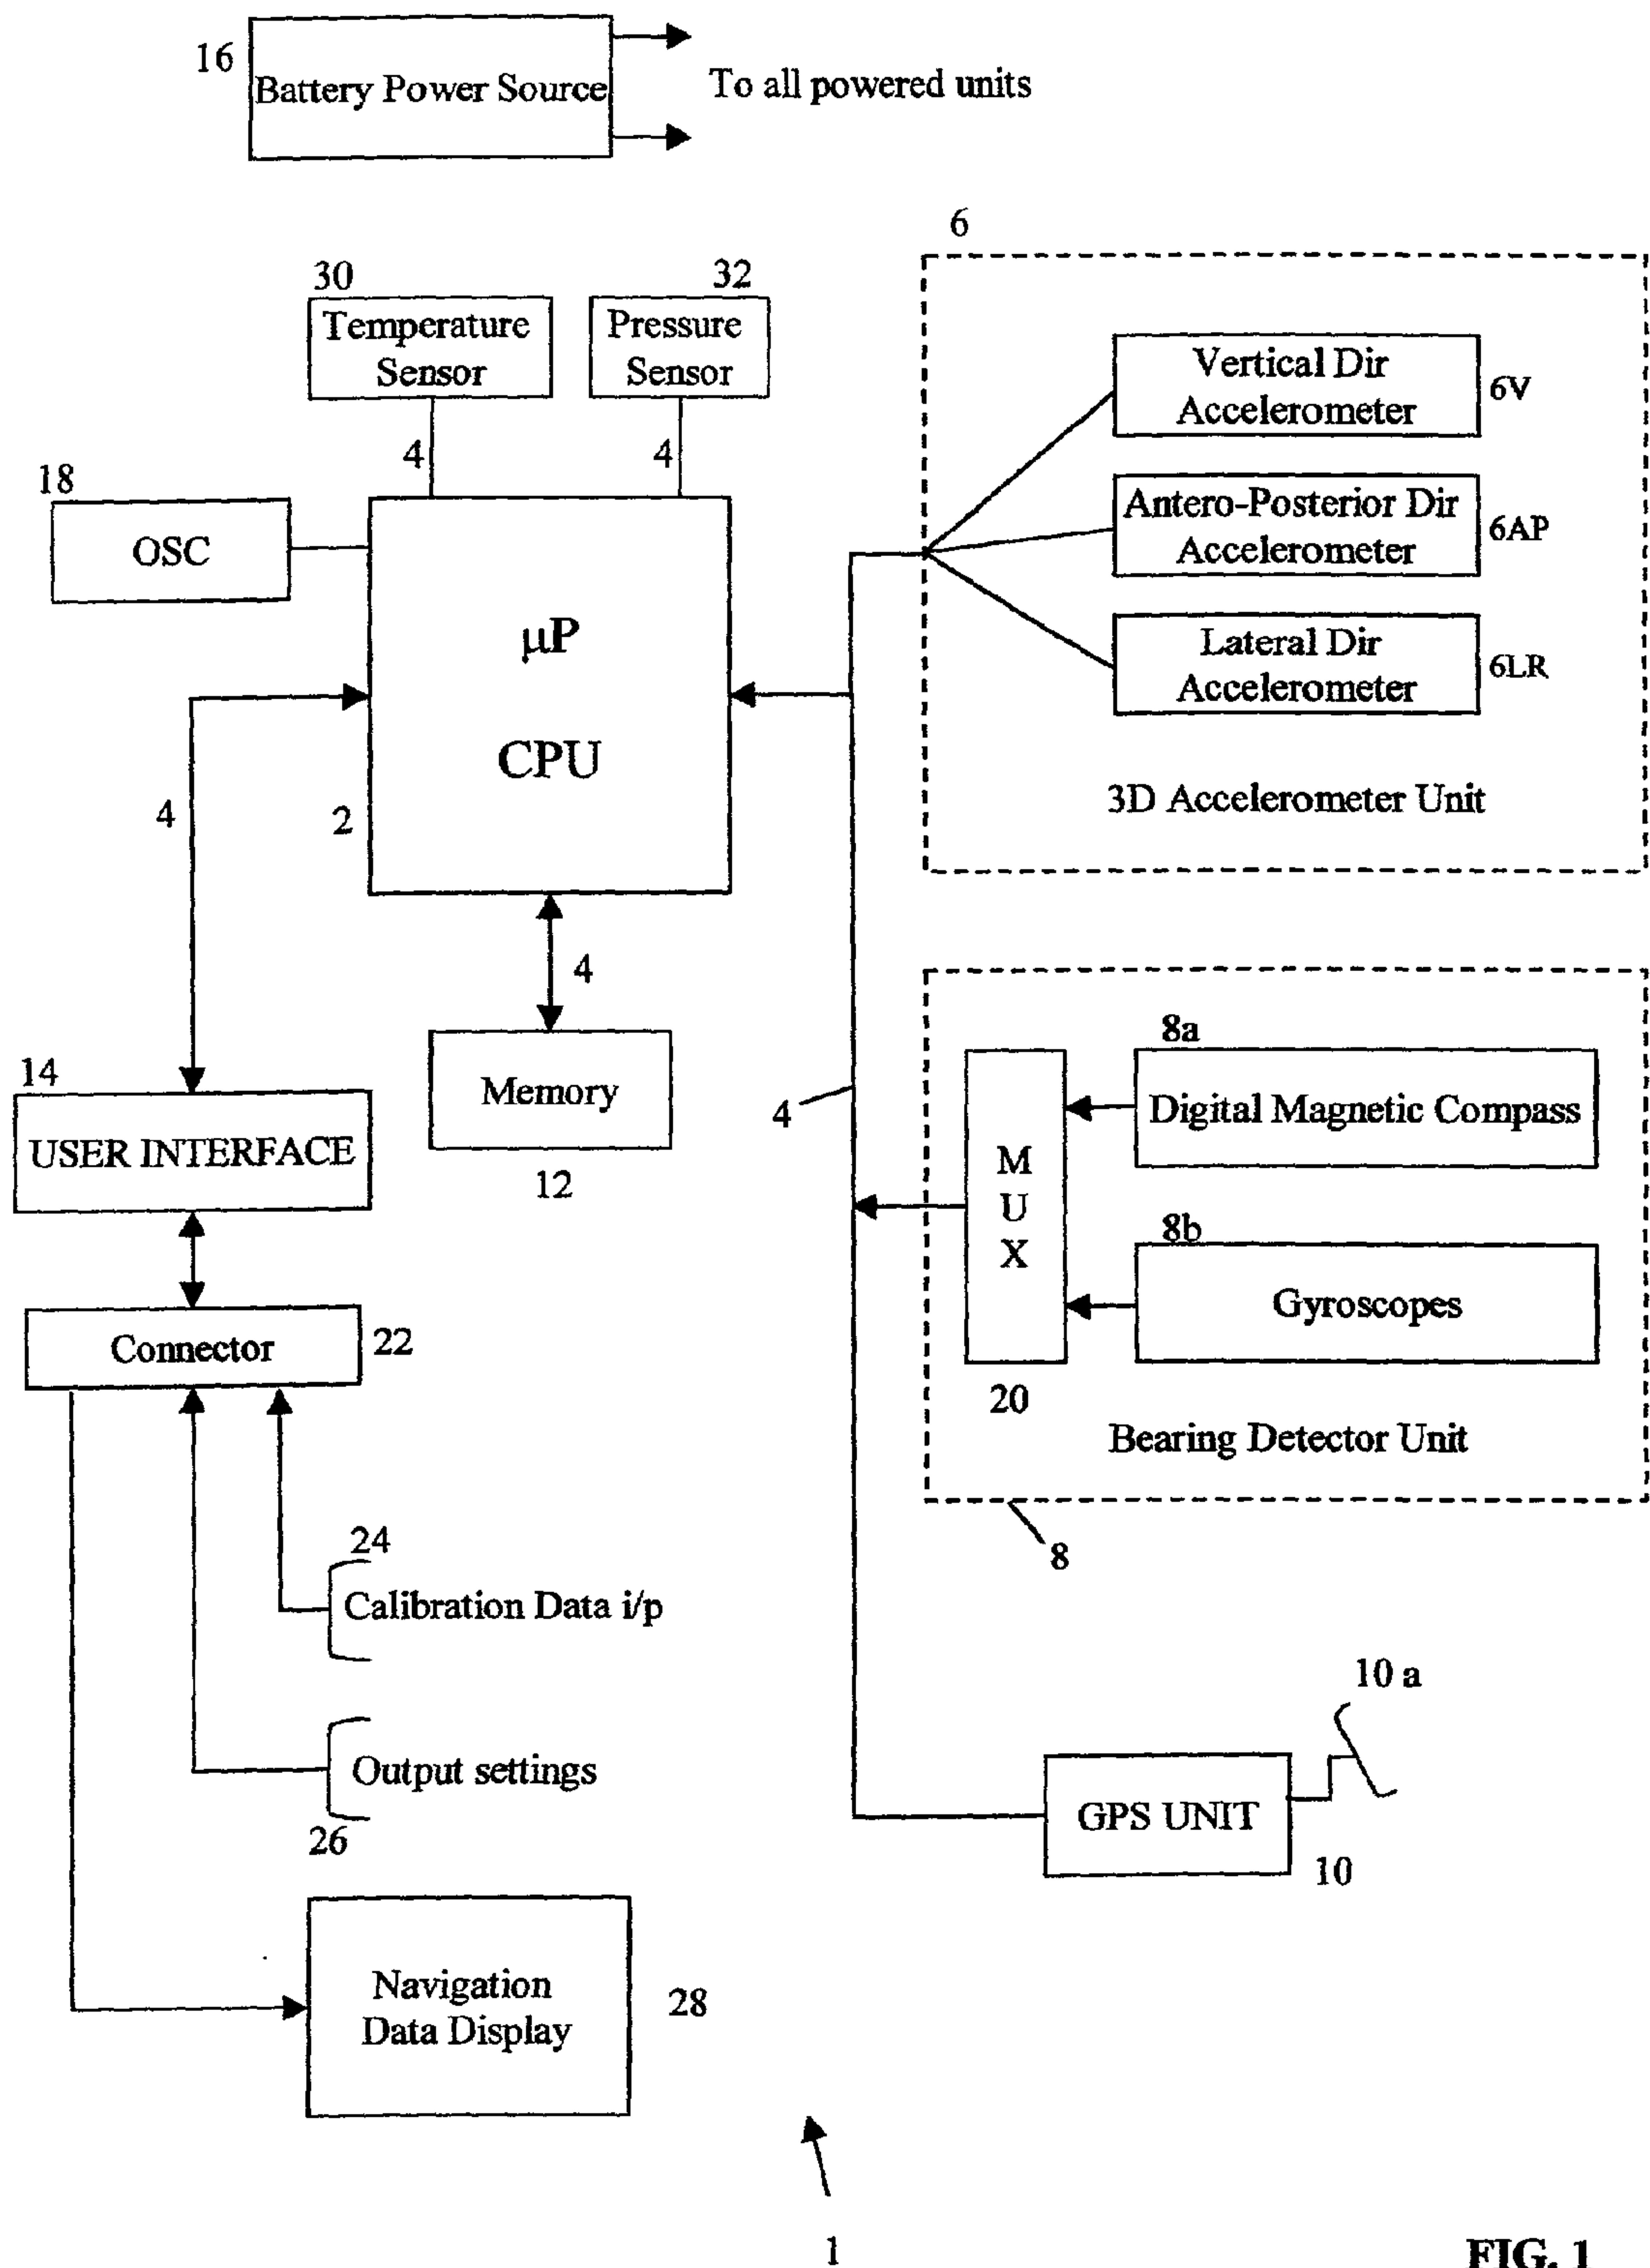 16
Battery Power Source
To all powered units
6
30
32
Temperature
Sensor
Pressure
Sensor
Vertical Dir
Accelerometer
6V
4
4
18
OSC
Antero-Posterior Dir
Accelerometer
6AP
µP
CPU
Lateral Dir
Accelerometer
6LR
4
2
3D Accelerometer Unit
4
14
USER INTERFACE
Memory
12
4
8a
Digital Magnetic Compass
M
U
X
8b
Gyroscopes
Connector
22
20
Bearing Detector Unit
24
8
Calibration Data i/p
10 a
Output settings
26
GPS UNIT
10
Navigation
Data Display
28
1
FIG. 1